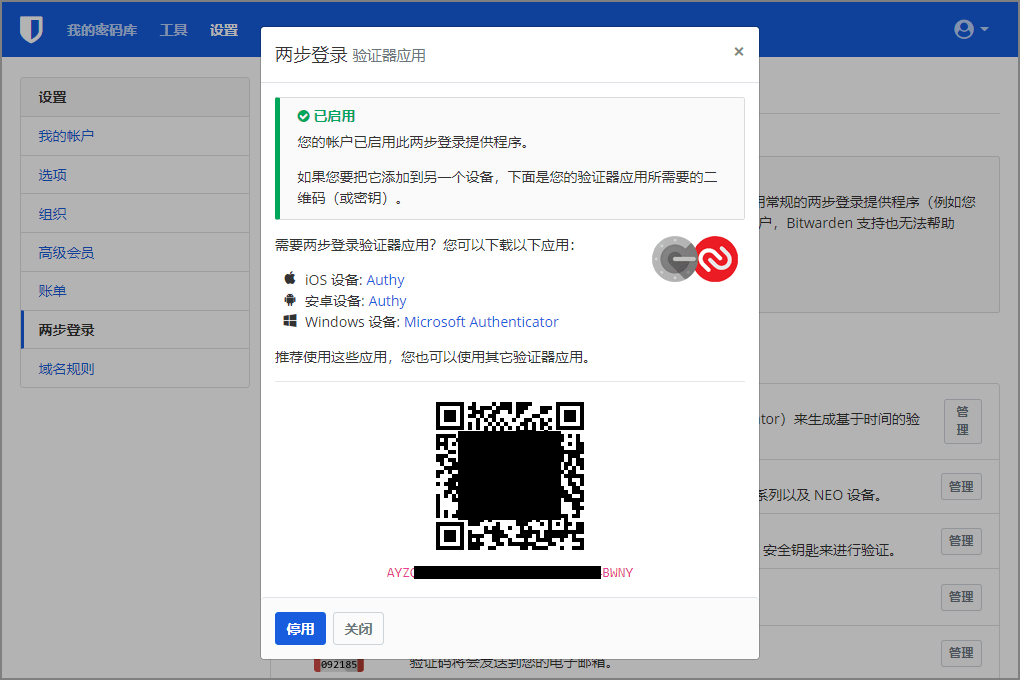 我的密码库 工具 设置
两步登录 验证器应用 ×
设置
我的帐户
选项
组织
高级会员
账单
两步登录
域名规则
已启用
您的帐户已启用此两步登录提供程序。
如果您要把它添加到另一个设备，下面是您的验证器应用所需要的二
维码（或密钥）。
需要两步登录验证器应用？您可以下载以下应用：
iOS 设备: Authy
安卓设备: Authy
Windows 设备: Microsoft Authenticator
推荐使用这些应用，您也可以使用其它验证器应用。
AYZ
BWNY
停用 关闭
用常规的两步登录提供程序（例如您
户，Bitwarden 支持也无法帮助
tor）来生成基于时间的验
管
理
系列以及 NEO 设备。
管理
安全钥匙来进行验证。
管理
管理
092185
验证码将会发送到您的电子邮箱。
管理